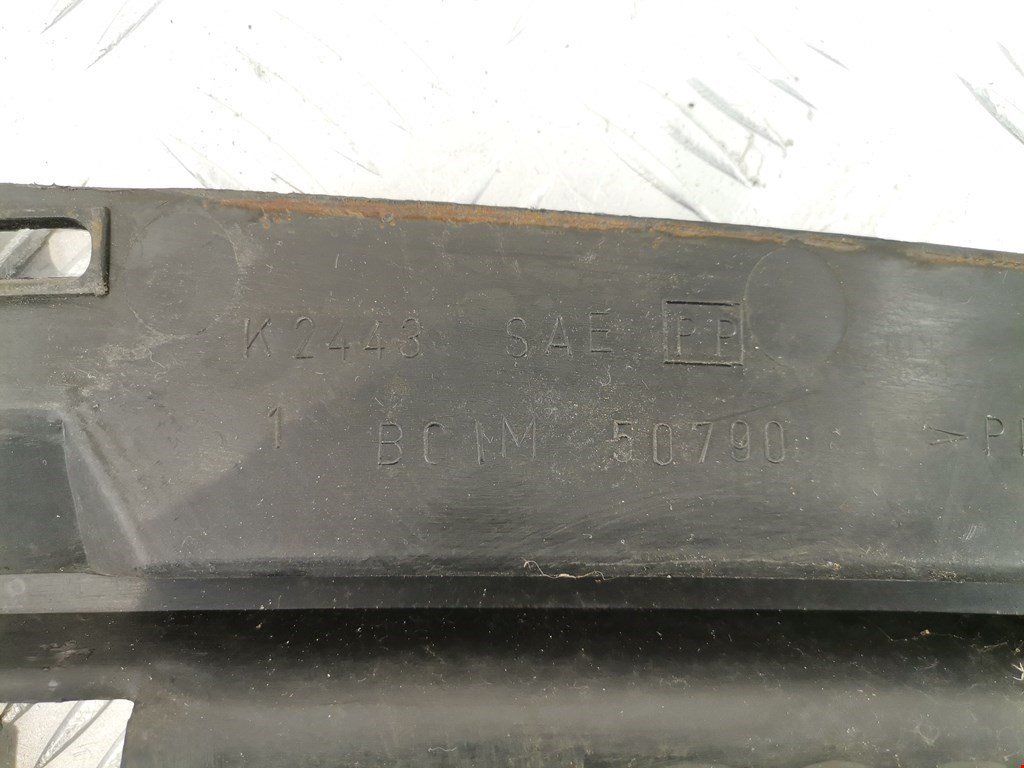 K2443 SAE PP
1 BC1M 50790